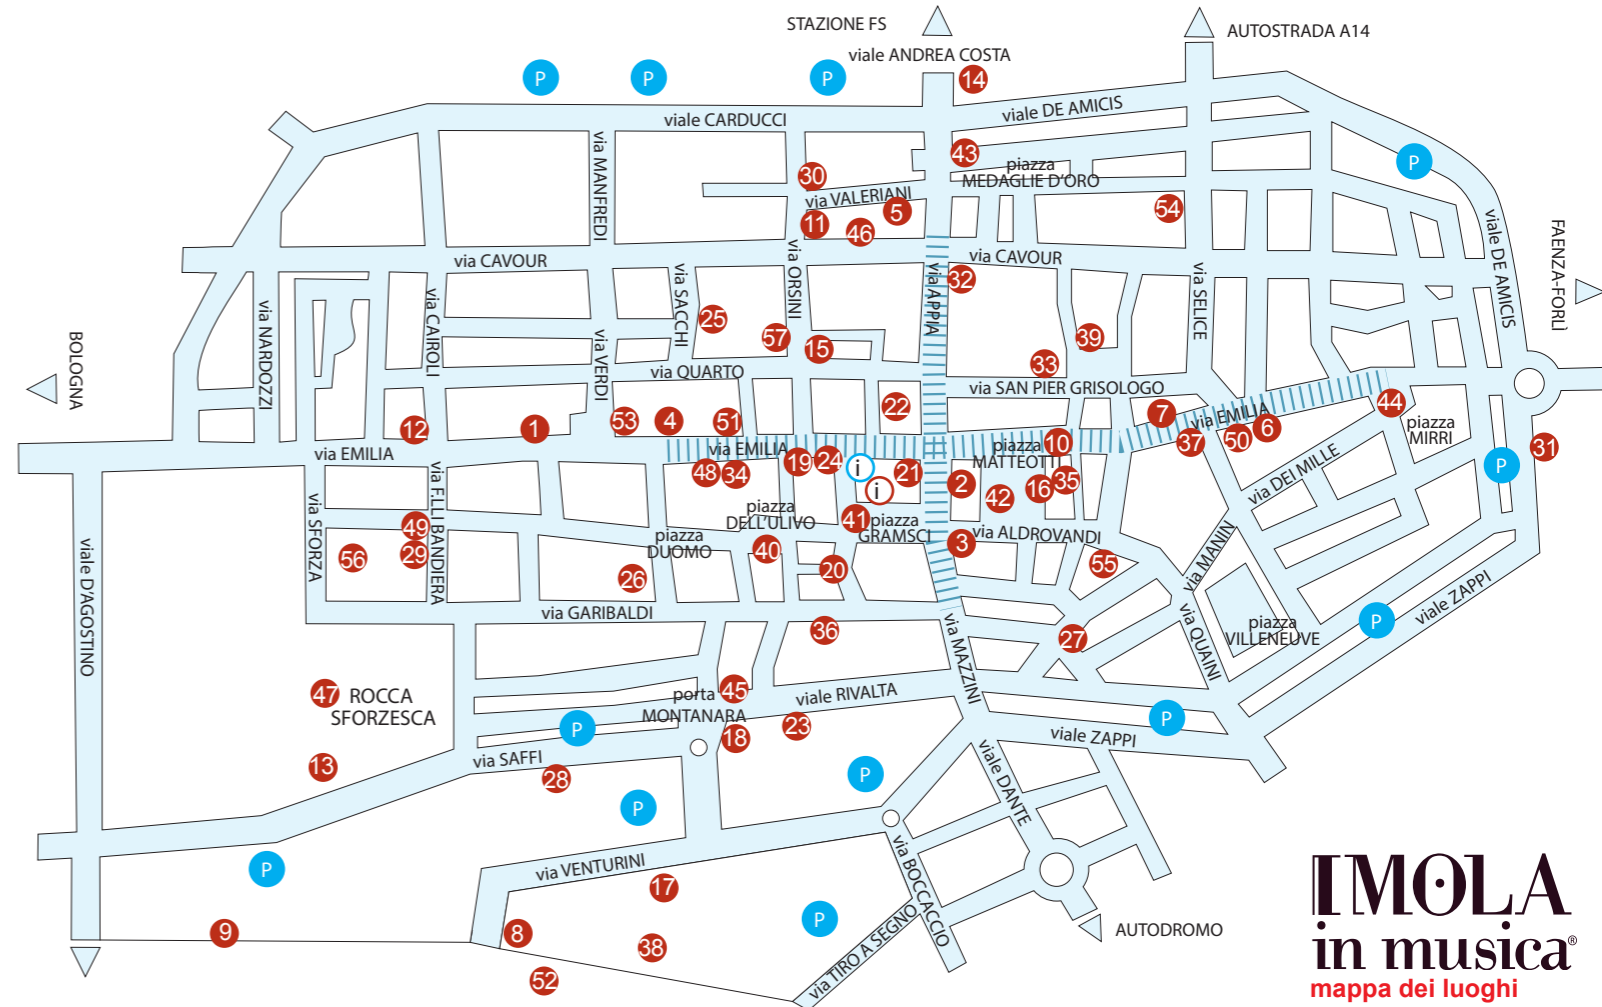 STAZIONE FS
AUTOSTRADA A14
viale ANDREA COSTA
P
P
P
14
viale DE AMICIS
viale CARDUCCI
via MANFREDI
43
piazza
MEDAGLIE D'ORO
P
30
via VALERIANI
5
54
11
46
viale DE AMICIS
FAENZA-FORLÌ
via CAVOUR
via CAVOUR
via ORSINI
via SACCHI
via APPIA
32
via SELICE
via NARDOZZI
via CAIROLI
25
57
15
39
33
via VERDI
BOLOGNA
via QUARTO
via SAN PIER GRISOLOGO
12
1
53
4
51
22
7
via EMILIA
6
44
piazza
MIRRI
via EMILIA
via EMILIA
19
24
i
21
piazza
MATTEOTTI
10
37
50
31
P
48
34
i
2
42
16
35
via DEI MILLE
via SFORZA
via F.LLI BANDIERA
49
29
56
piazza
DELL'ULIVO
41
piazza
GRAMSCI
3
via ALDROVANDI
piazza
DUOMO
40
20
55
via MANIN
26
viale D'AGOSTINO
via GARIBALDI
36
via MAZZINI
27
via QUAINI
piazza
VILLENEUVE
P
viale ZAPPI
47
ROCCA
SFORZESCA
porta
MONTANARA
45
viale RIVALTA
23
18
P
P
viale ZAPPI
13
via SAFFI
28
P
P
viale DANTE
via VENTURINI
via BOCCACCIO
P
17
9
8
38
P
52
via TIRO A SEGNO
AUTODROMO
IMOLA
in musica®
mappa dei luoghi